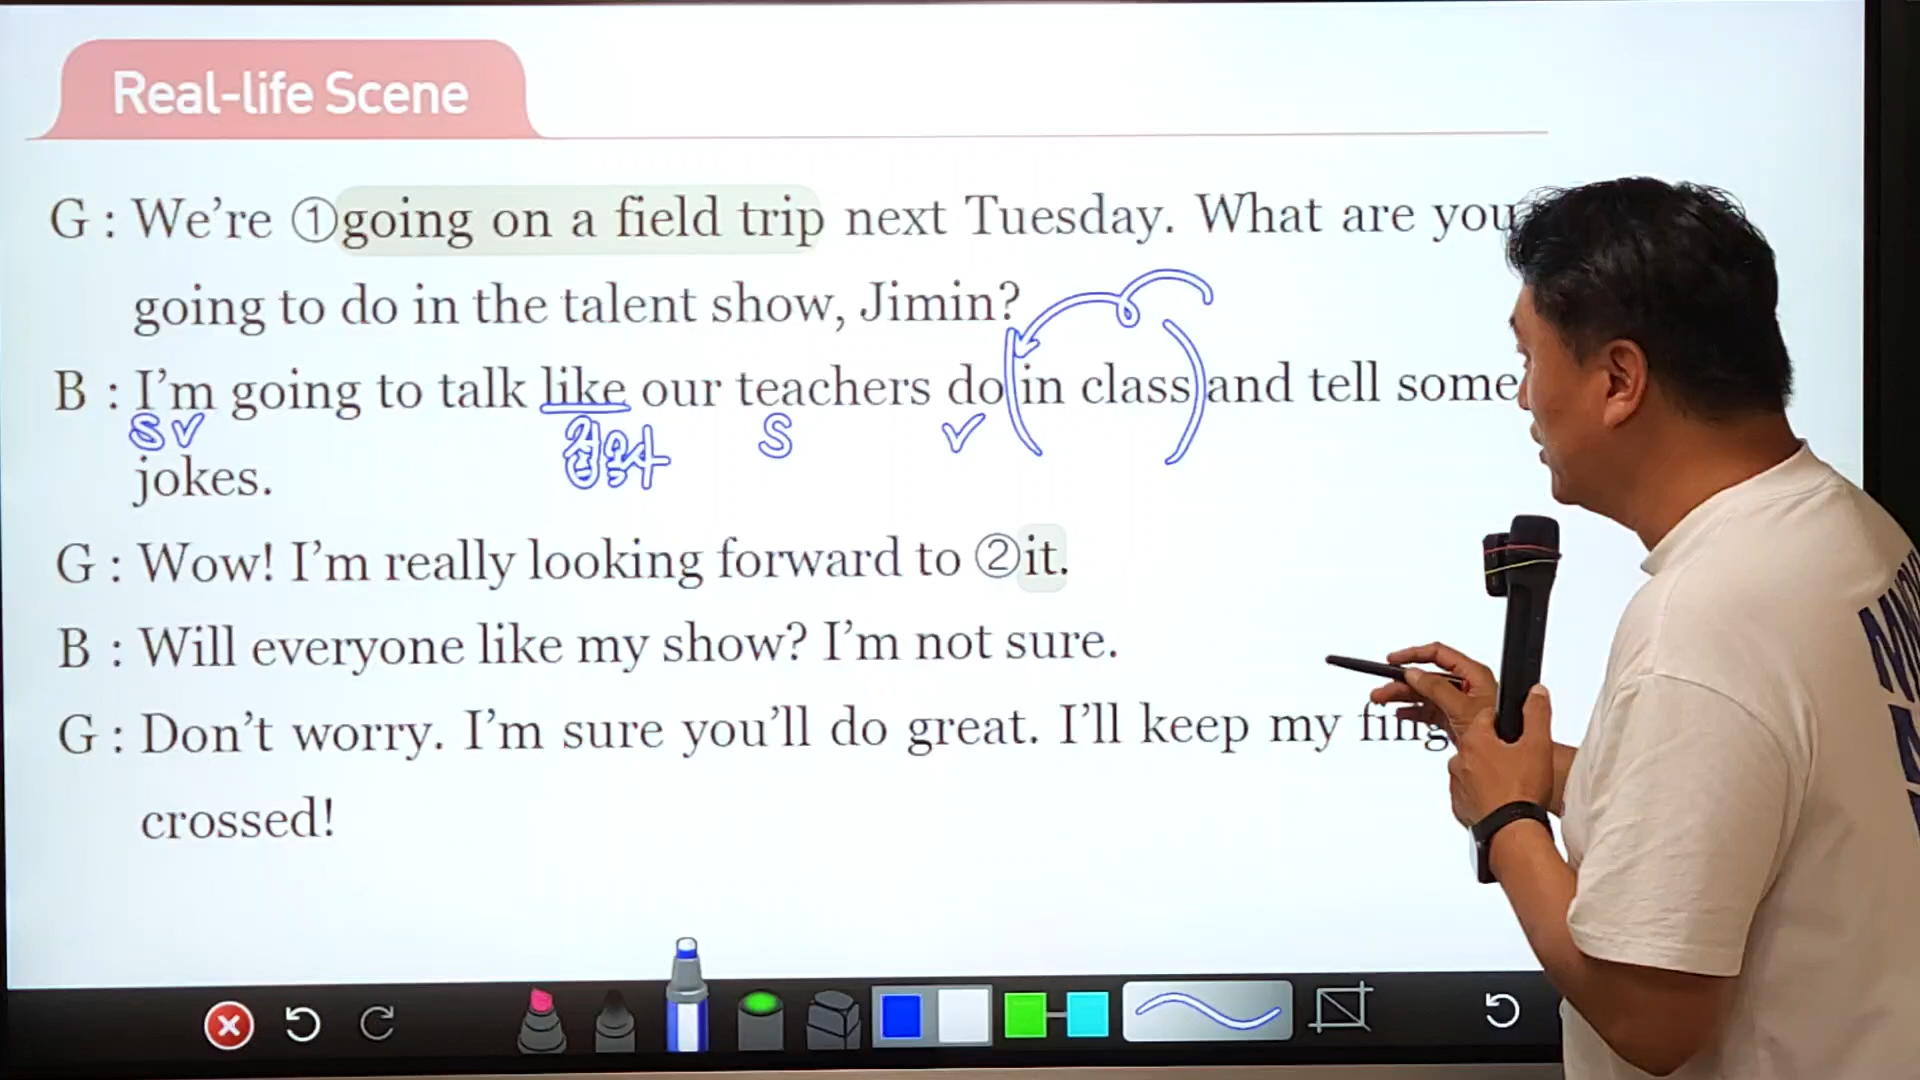 Real-life Scene
G : We’re ①going on a field trip next Tuesday. What are you
going to do in the talent show, Jimin?
B : I’m going to talk like our teachers do in class and tell some
S V 접속사 S V
jokes.
G : Wow! I’m really looking forward to ②it.
B : Will everyone like my show? I’m not sure.
G : Don’t worry. I’m sure you’ll do great. I’ll keep my fing
crossed!